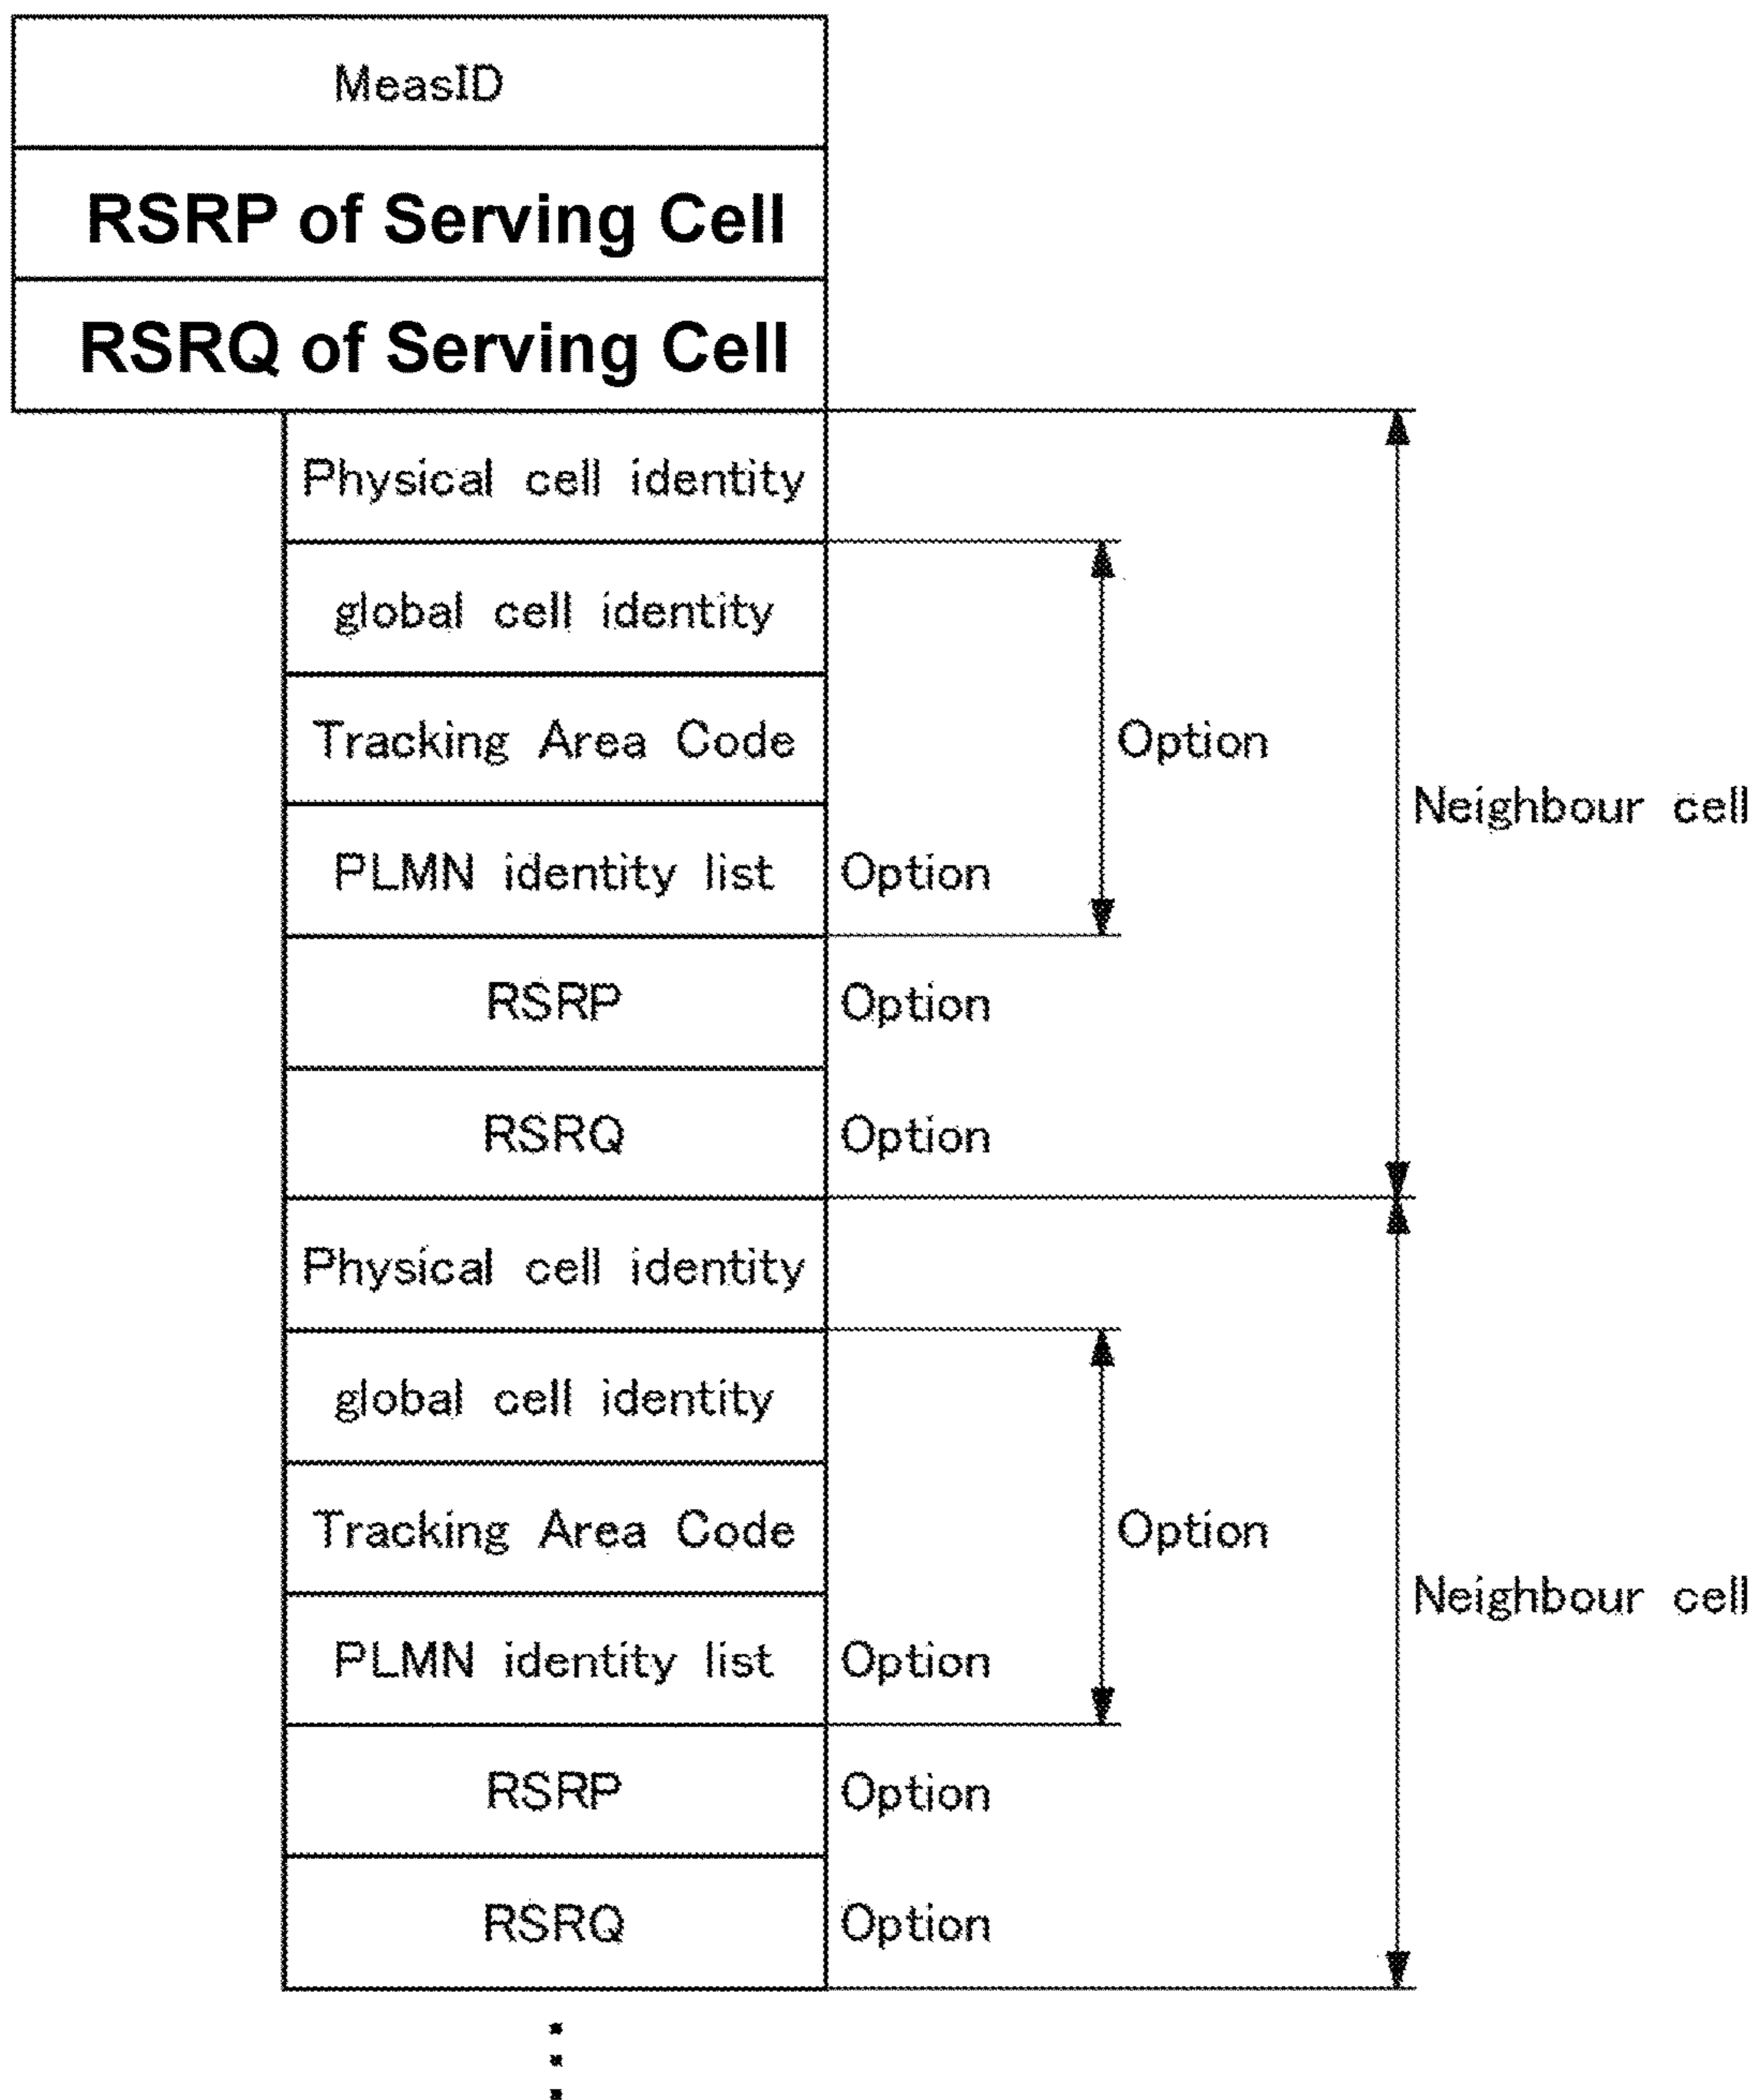 MeasID
RSRP of Serving Cell
RSRQ of Serving Cell
Physical cell identity
global cell identity
Tracking Area Code
Option
Neighbour cell
PLMN identity list Option
RSRP Option
RSRQ Option
Physical cell identity
global cell identity
Tracking Area Code
Option
Neighbour cell
PLMN identity list Option
RSRP Option
RSRQ Option